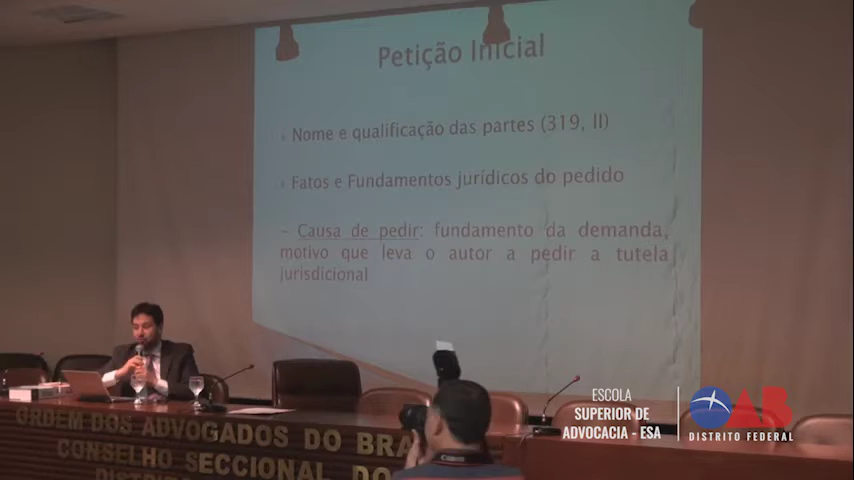 Petição Inicial
Nome e qualificação das partes (319, II)
Fatos e Fundamentos jurídicos do pedido
– Causa de pedir: fundamento da demanda,
motivo que leva o autor a pedir a tutela
jurisdicional
ORDEM DOS ADVOGADOS DO BRA
CONSELHO SECCIONAL DO
DISTRIT
Canon
ESCOLA
SUPERIOR DE
ADVOCACIA - ESA
OAB
DISTRITO FEDERAL